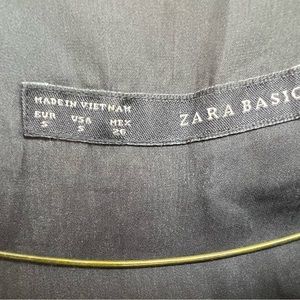 MADE IN VIETNAM
EUR USA MEX
S S 26
ZARA BASIC